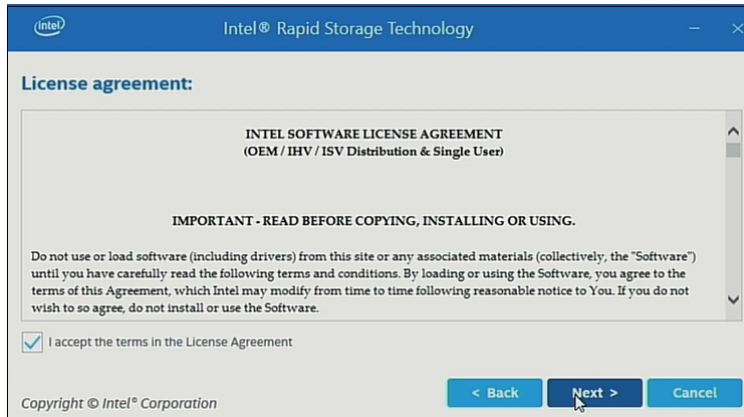 intel
Intel® Rapid Storage Technology
License agreement:
INTEL SOFTWARE LICENSE AGREEMENT
(OEM / IHV / ISV Distribution & Single User)
IMPORTANT - READ BEFORE COPYING, INSTALLING OR USING.
Do not use or load software (including drivers) from this site or any associated materials (collectively, the "Software")
until you have carefully read the following terms and conditions. By loading or using the Software, you agree to the
terms of this Agreement, which Intel may modify from time to time following reasonable notice to You. If you do not
wish to so agree, do not install or use the Software.
I accept the terms in the License Agreement
< Back
Next >
Cancel
Copyright © Intel® Corporation